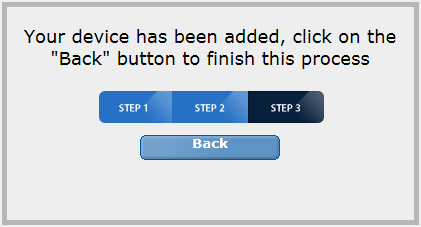 Your device has been added, click on the
"Back" button to finish this process
STEP 1 STEP 2 STEP 3
Back